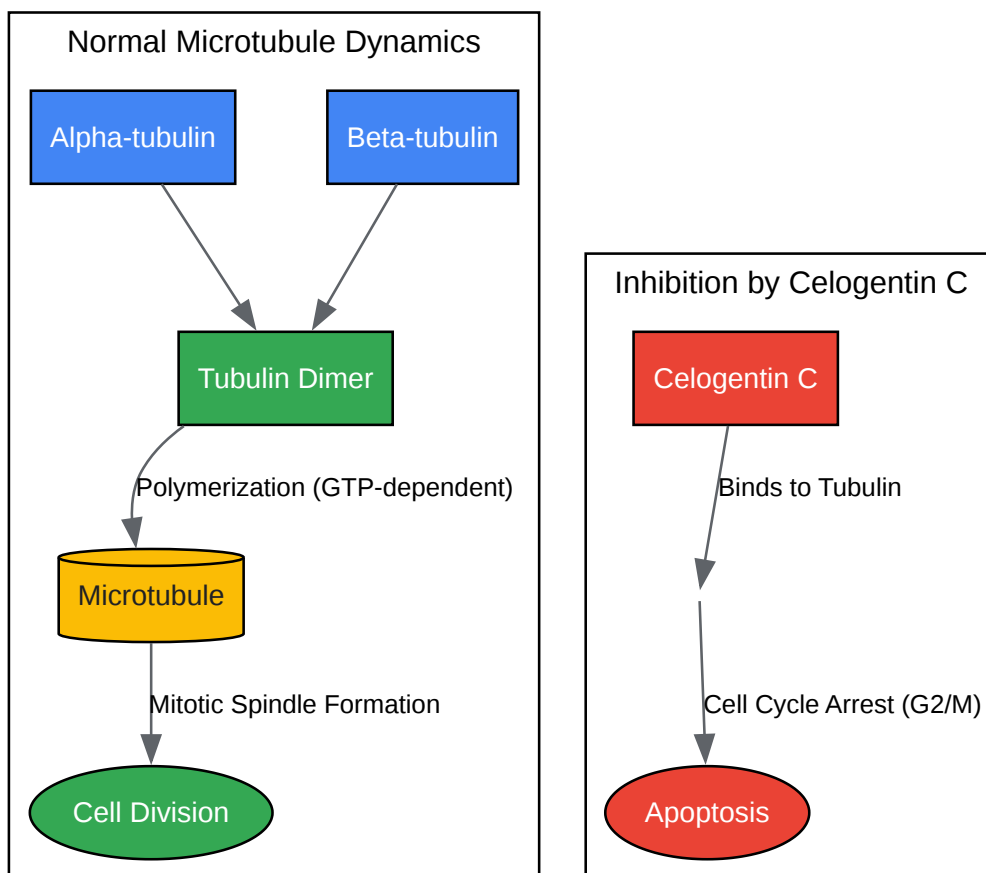 Normal Microtubule Dynamics
Alpha-tubulin
Beta-tubulin
Tubulin Dimer
Polymerization (GTP-dependent)
Microtubule
Mitotic Spindle Formation
Cell Division
Inhibition by Celogentin C
Celogentin C
Binds to Tubulin
Cell Cycle Arrest (G2/M)
Apoptosis